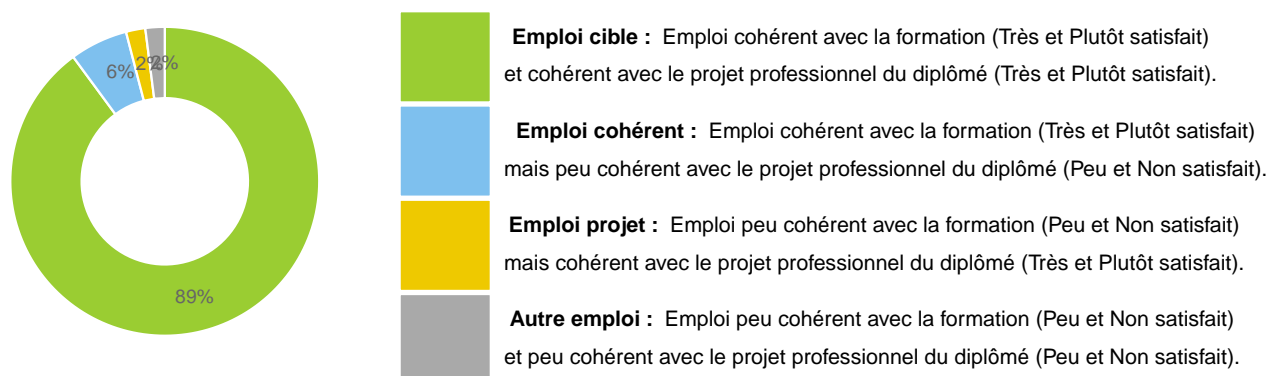 6%
2%
2%
89%
Emploi cible : Emploi cohérent avec la formation (Très et Plutôt satisfait)
et cohérent avec le projet professionnel du diplômé (Très et Plutôt satisfait).
Emploi cohérent : Emploi cohérent avec la formation (Très et Plutôt satisfait)
mais peu cohérent avec le projet professionnel du diplômé (Peu et Non satisfait).
Emploi projet : Emploi peu cohérent avec la formation (Peu et Non satisfait)
mais cohérent avec le projet professionnel du diplômé (Très et Plutôt satisfait).
Autre emploi : Emploi peu cohérent avec la formation (Peu et Non satisfait)
et peu cohérent avec le projet professionnel du diplômé (Peu et Non satisfait).